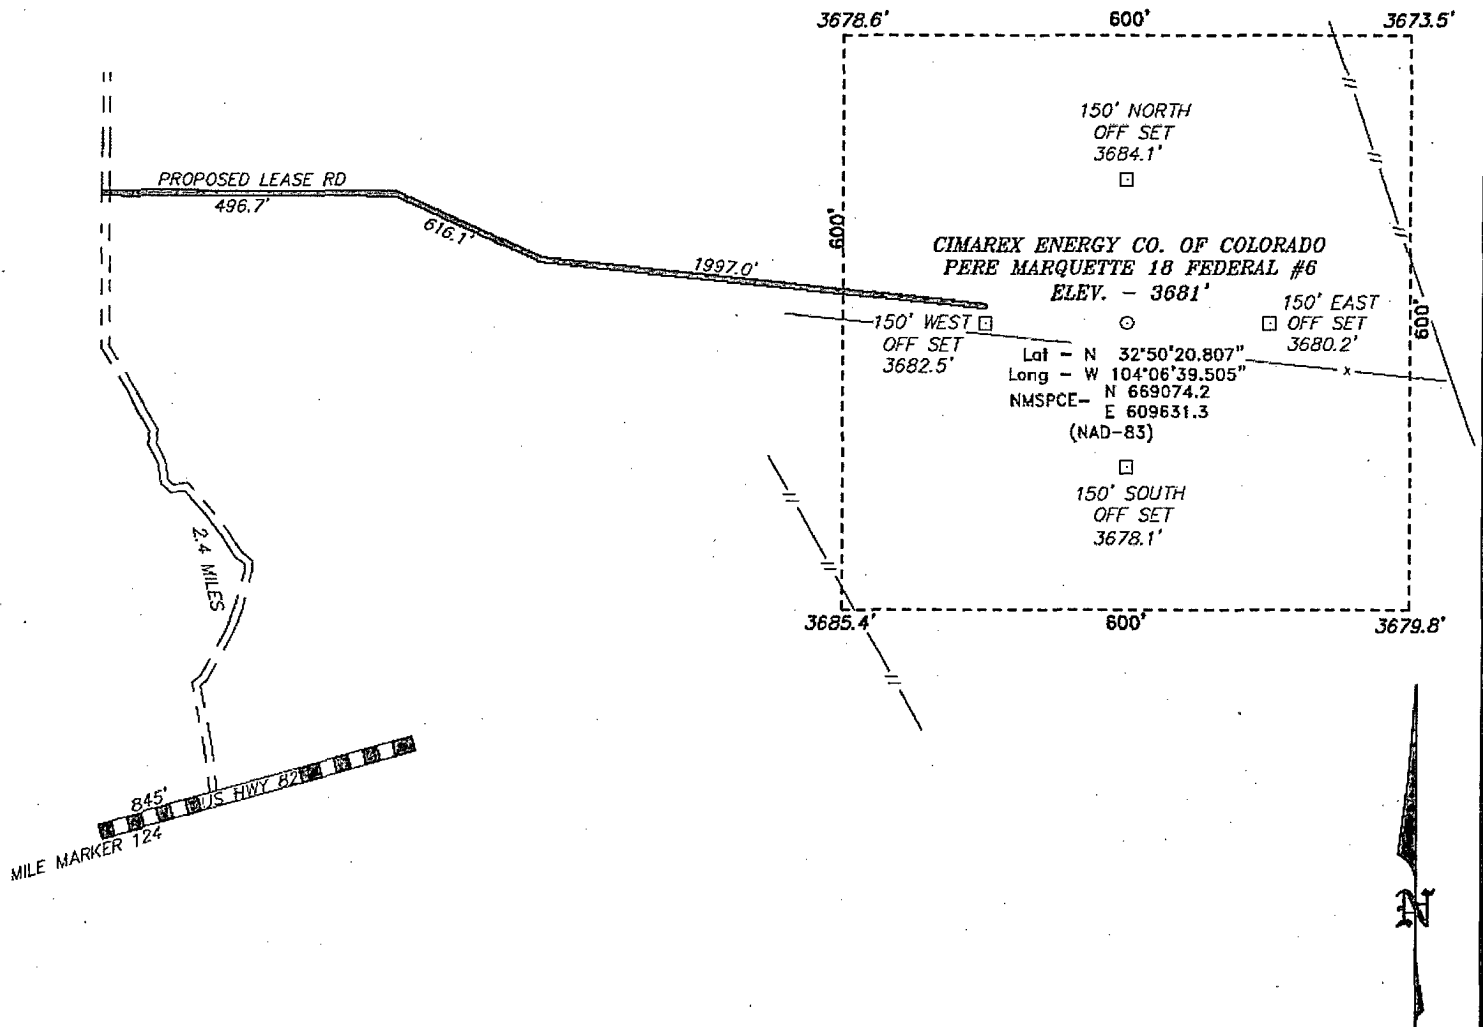 3678.6'
600'
3673.5'
150' NORTH
OFF SET
3684.1'
PROPOSED LEASE RD
496.7'
616.1'
1997.0'
600'
CIMAREX ENERGY CO. OF COLORADO
PERE MARQUETTE 18 FEDERAL #6
ELEV. - 3681'
150' WEST
OFF SET
3682.5'
150' EAST
OFF SET
3680.2'
600'
Lat - N 32°50'20.807"
Long - W 104°06'39.505"
NMSPCE- N 669074.2
E 609631.3
(NAD-83)
150' SOUTH
OFF SET
3678.1'
3685.4'
600'
3679.8'
2.4 MILES
845'
US HWY 82
MILE MARKER 124
N